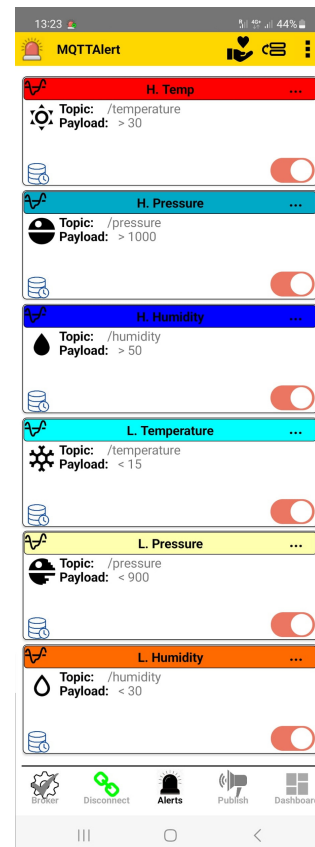 13:23
44%
MQTTAlert
H. Temp ...
Topic: /temperature
Payload: > 30
H. Pressure ...
Topic: /pressure
Payload: > 1000
H. Humidity ...
Topic: /humidity
Payload: > 50
L. Temperature ...
Topic: /temperature
Payload: < 15
L. Pressure ...
Topic: /pressure
Payload: < 900
L. Humidity ...
Topic: /humidity
Payload: < 30
Broker Disconnect Alerts Publish Dashboar